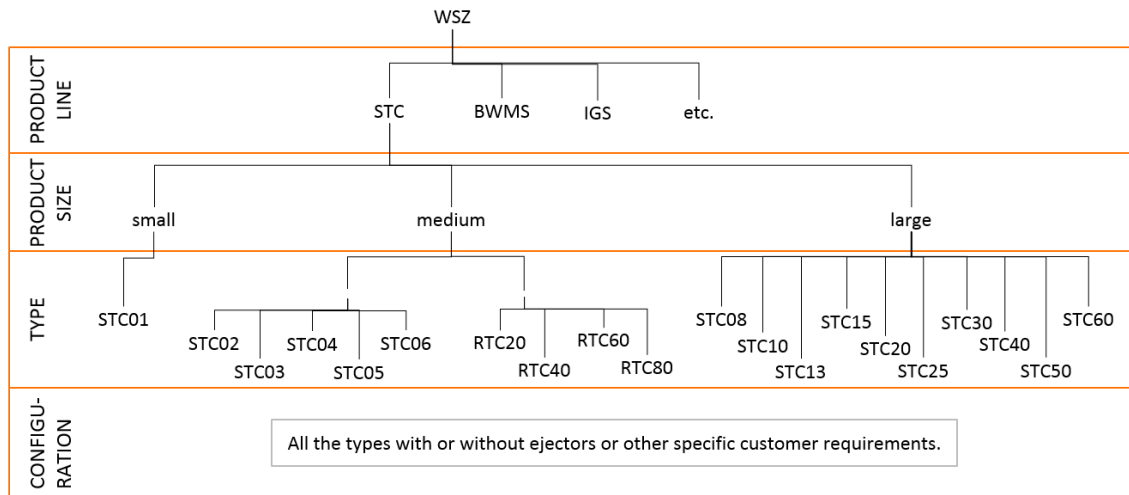 WSZ
PRODUCT
LINE
STC
BWMS
IGS
etc.
PRODUCT
SIZE
small
medium
large
TYPE
STC01
STC02
STC03
STC04
STC05
STC06
RTC20
RTC40
RTC60
RTC80
STC08
STC10
STC13
STC15
STC20
STC25
STC30
STC40
STC50
STC60
CONFIGU-
RATION
All the types with or without ejectors or other specific customer requirements.